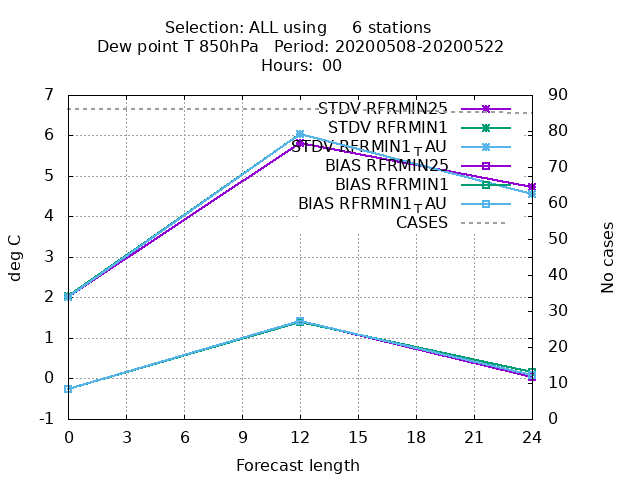 Selection: ALL using     6 stations
Dew point T 850hPa   Period: 20200508-20200522
Hours: 00
7
6
5
4
3
2
1
0
-1
90
80
70
60
50
40
30
20
10
0
deg C
No cases
STDV RFRMIN25
STDV RFRMIN1
STDV RFRMIN1TAU
BIAS RFRMIN25
BIAS RFRMIN1
BIAS RFRMIN1TAU
CASES
0 3 6 9 12 15 18 21 24
Forecast length